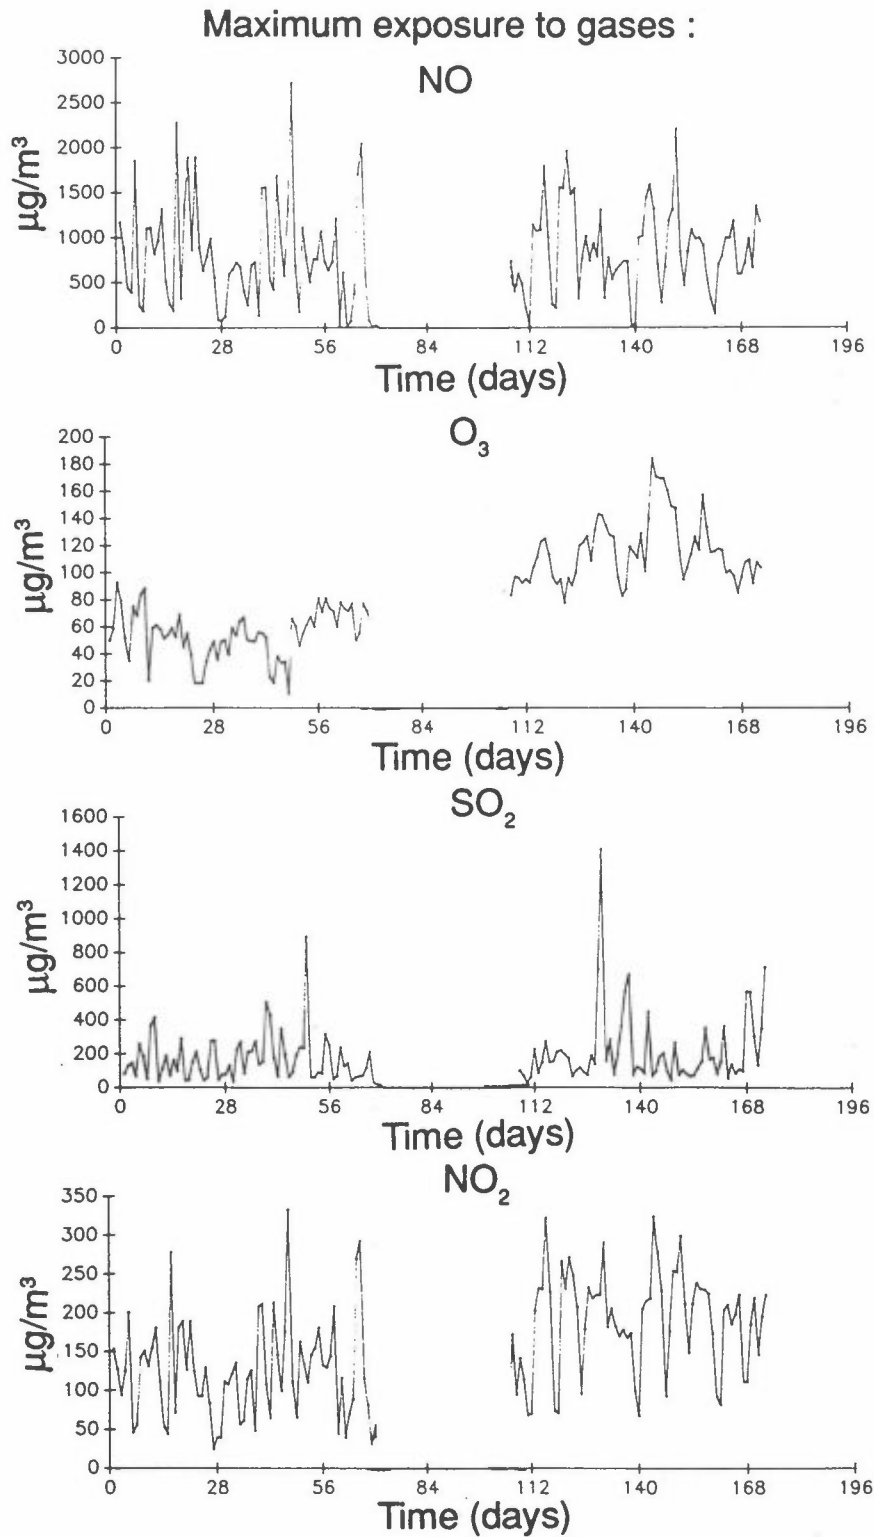 Maximum exposure to gases :
NO
3000
2500
2000
1500
1000
500
0
µg/m³
0 28 56 84 112 140 168 196
Time (days)
O₃
200
180
160
140
120
100
80
60
40
20
0
µg/m³
0 28 56 84 112 140 168 196
Time (days)
SO₂
1600
1400
1200
1000
800
600
400
200
0
µg/m³
0 28 56 84 112 140 168 196
Time (days)
NO₂
350
300
250
200
150
100
50
0
µg/m³
0 28 56 84 112 140 168 196
Time (days)